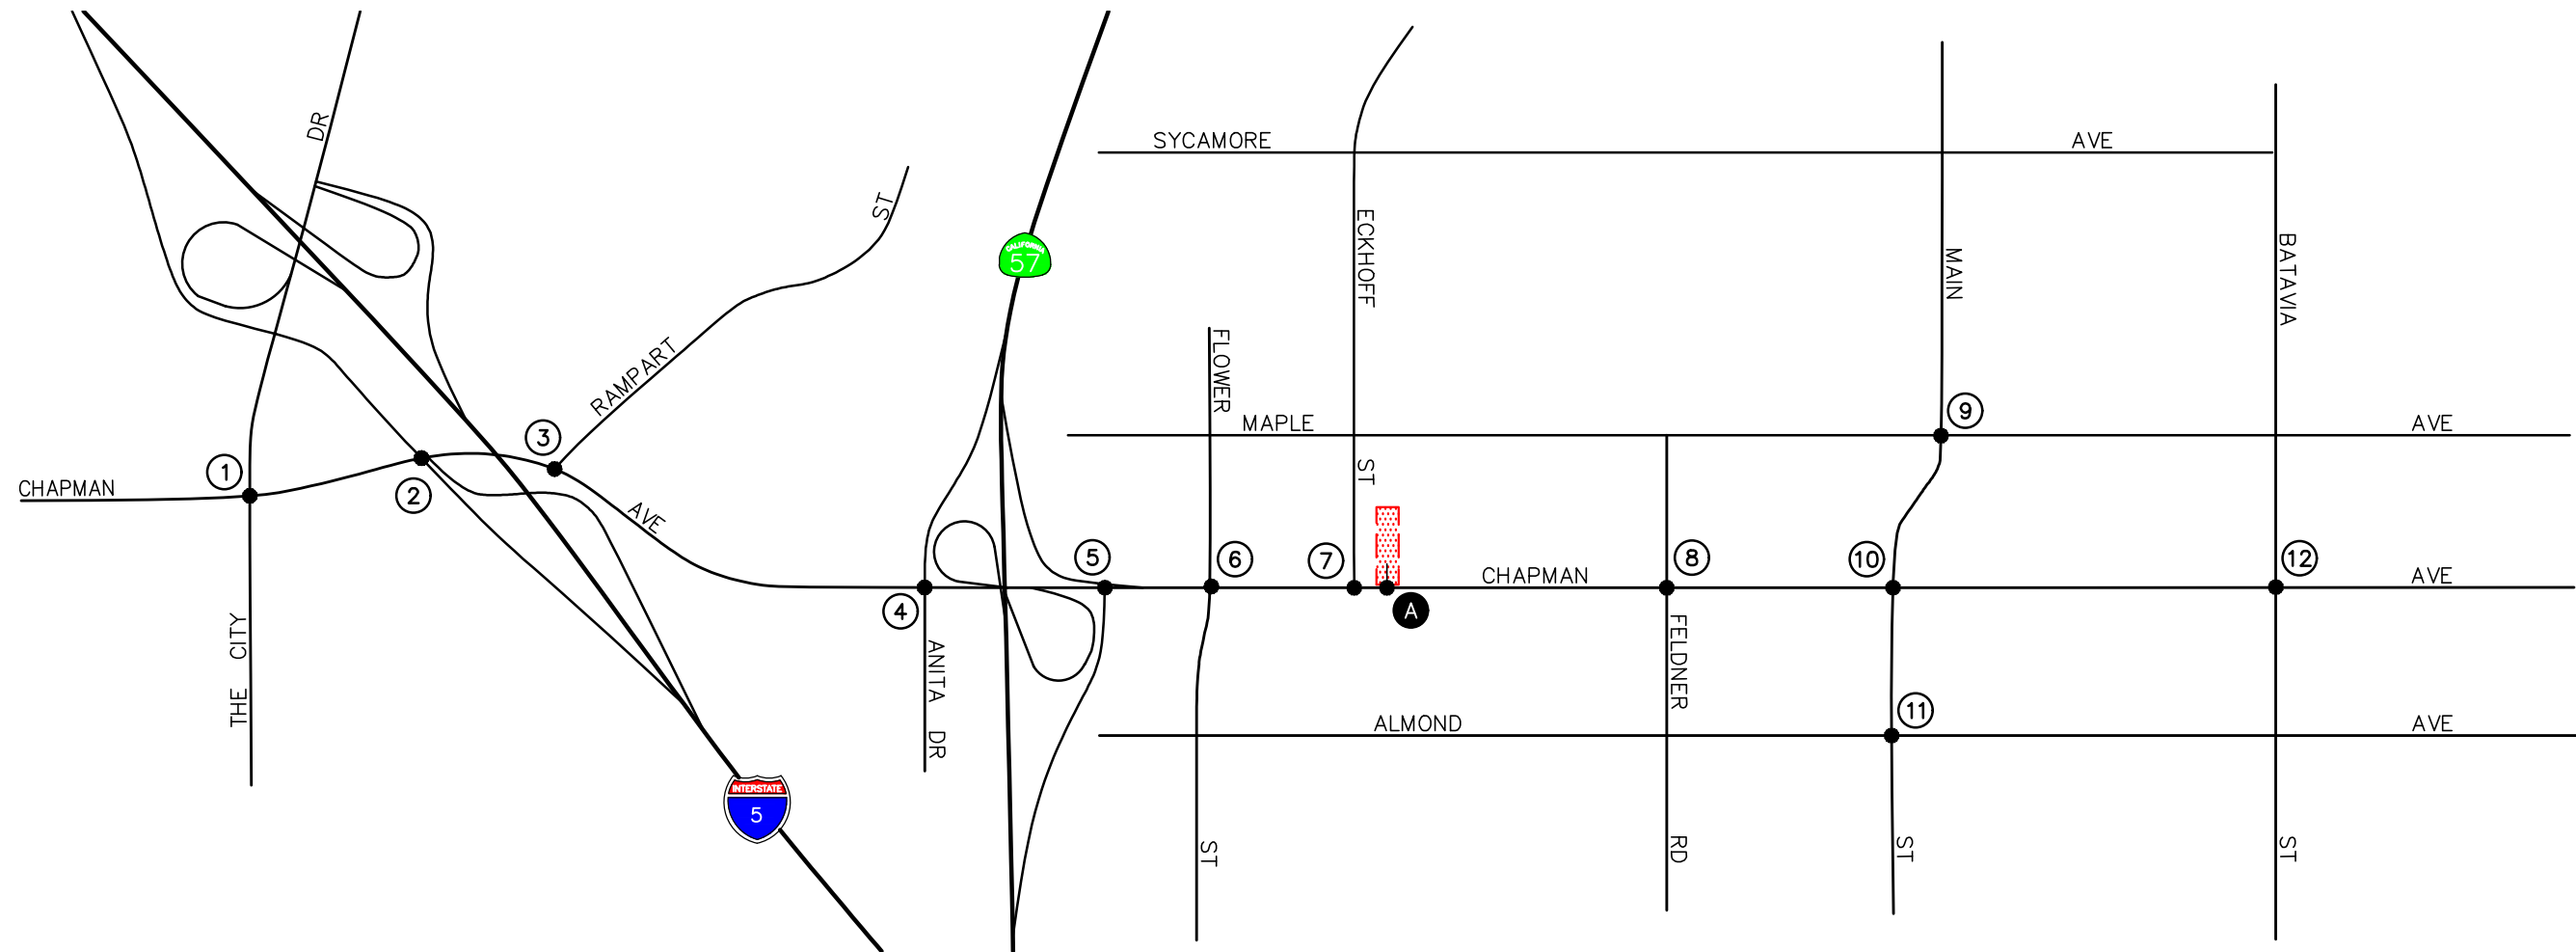 DR
SYCAMORE AVE
ST
ECKHOFF
CALIFORNIA
57
MAIN
BATAVIA
FLOWER
RAMPART
9
MAPLE AVE
3
1
ST
CHAPMAN
2
AVE
5
6
7
8
10
12
CHAPMAN AVE
4
A
THE CITY
ANITA DR
FELDNER
11
ALMOND AVE
INTERSTATE
5
ST
RD
ST
ST